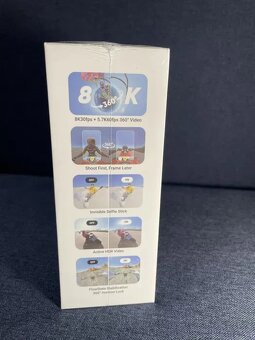 8K
360°
8K30fps + 5.7K60fps 360° Video
Shoot First, Frame Later
Invisible Selfie Stick
Active HDR Video
FlowState Stabilization
360° Horizon Lock